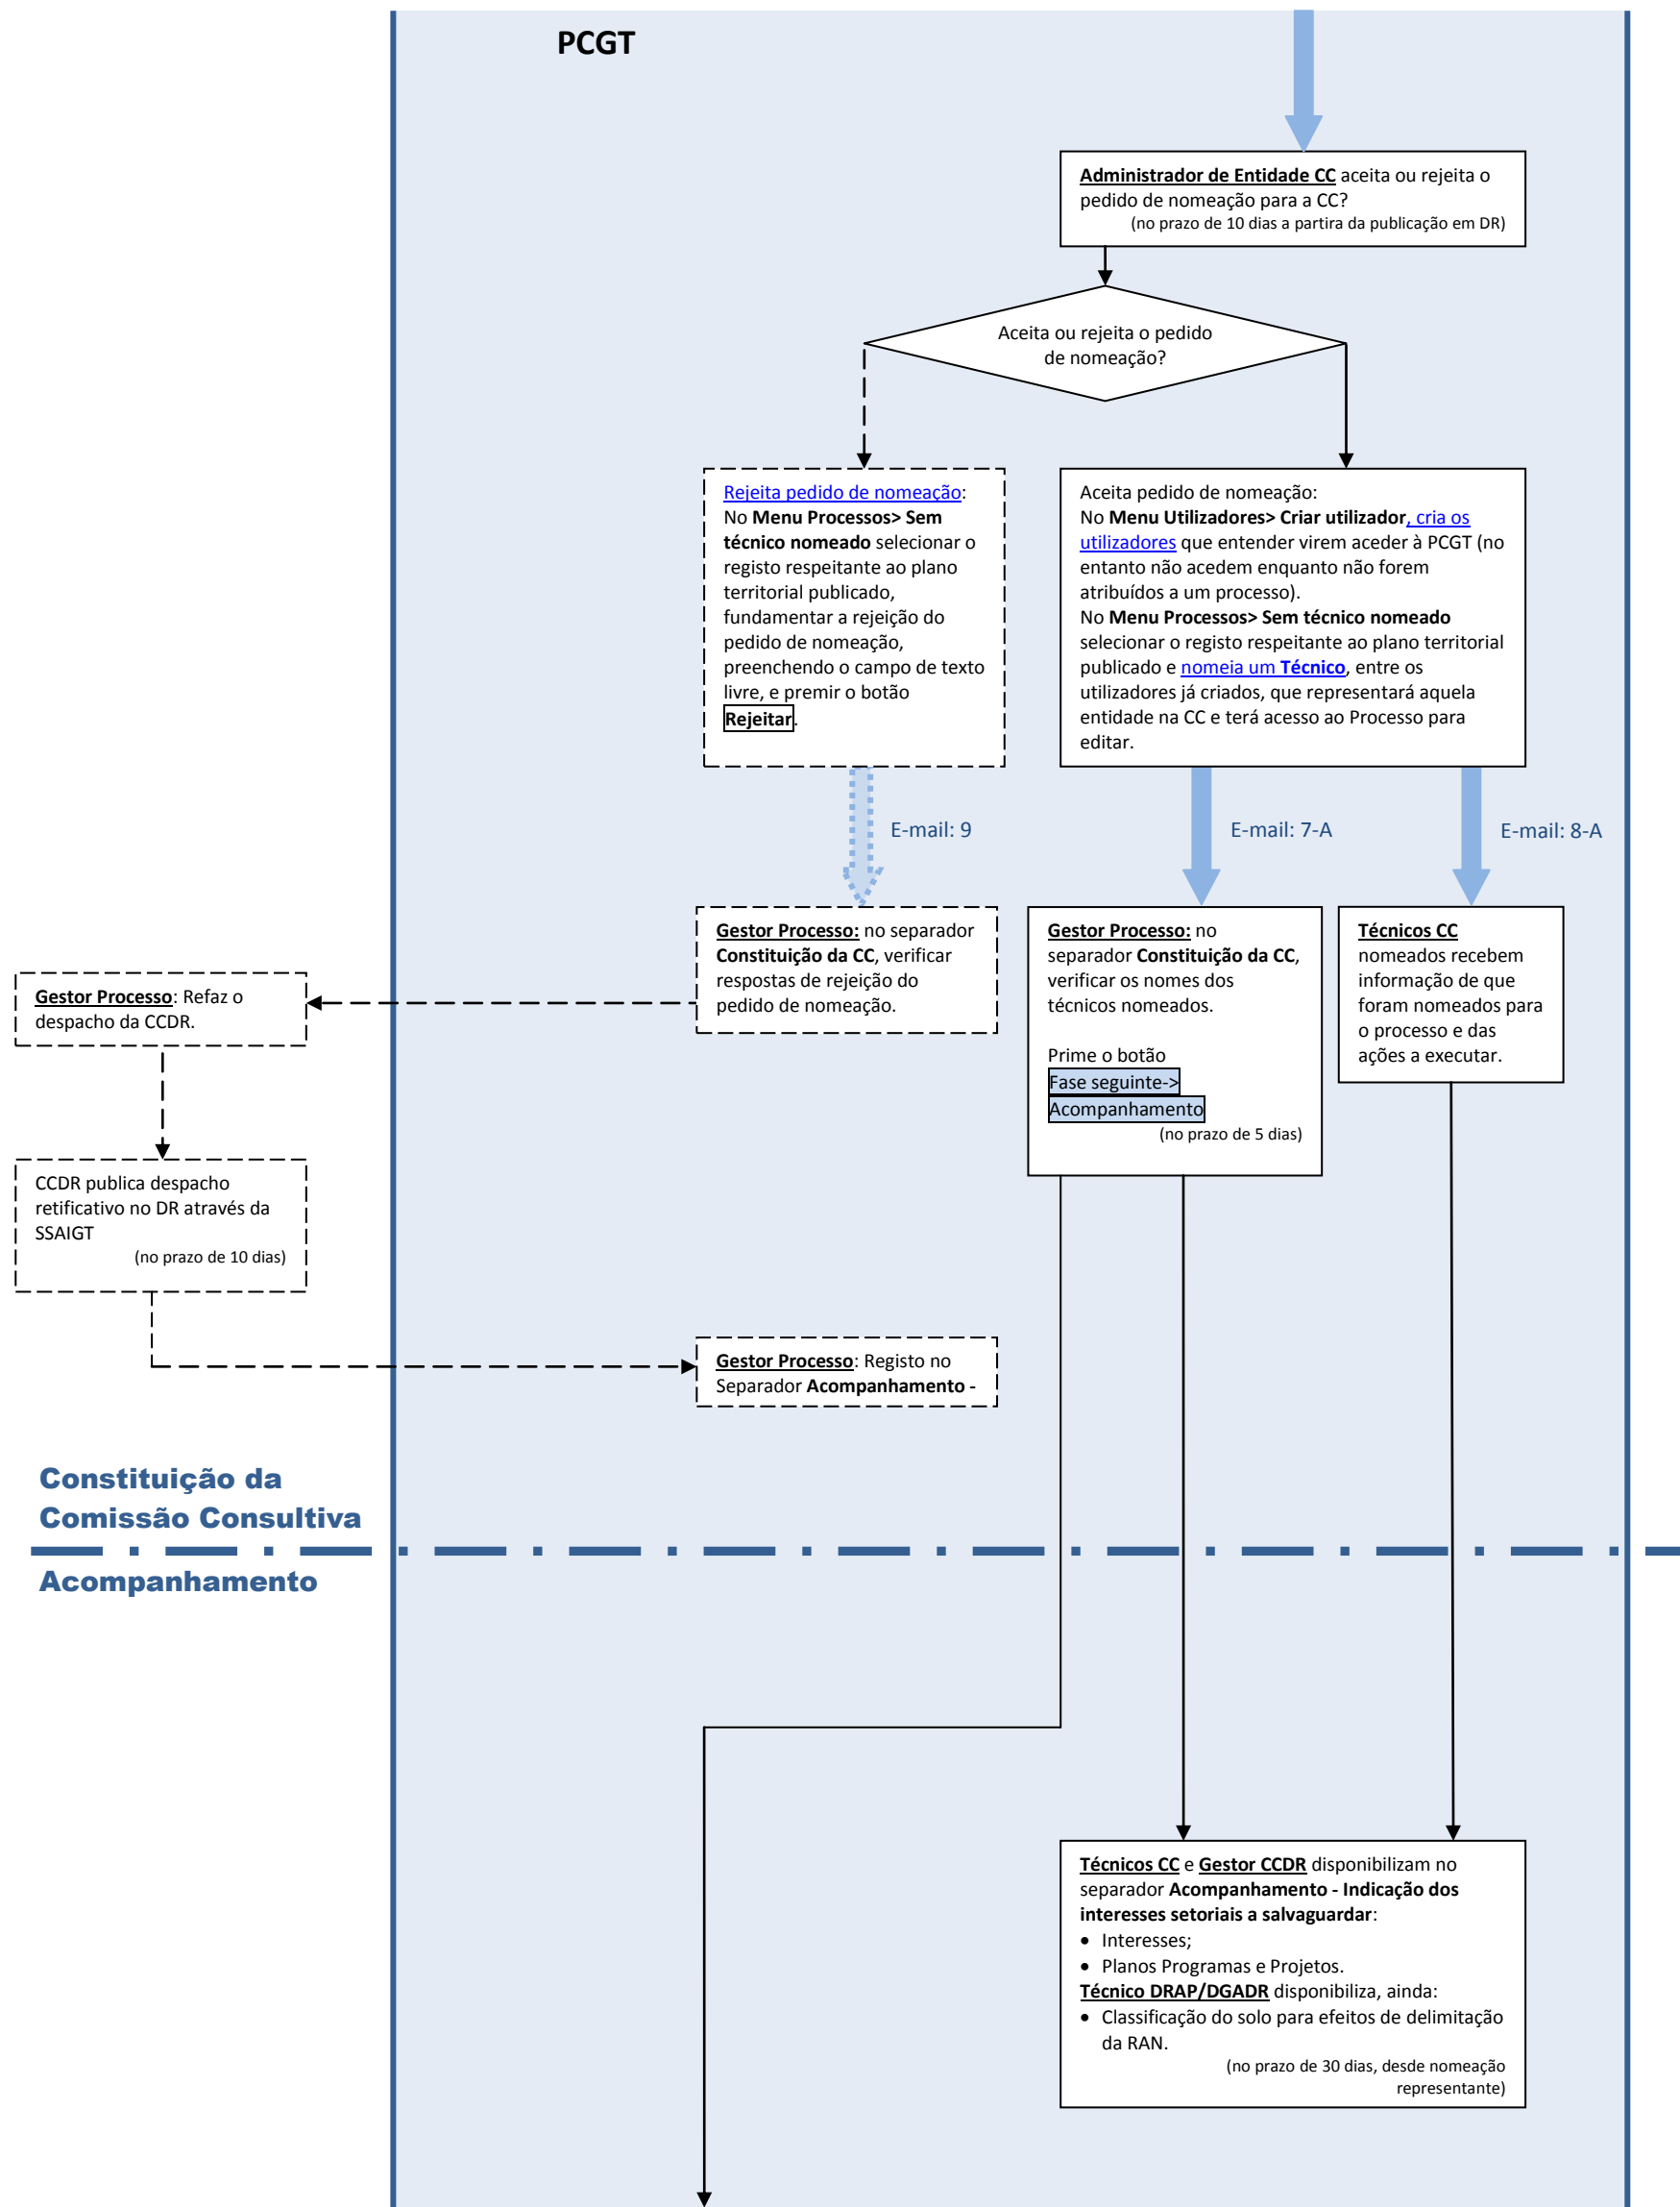 PCGT
Administrador de Entidade CC aceita ou rejeita o
pedido de nomeação para a CC?
(no prazo de 10 dias a partira da publicação em DR)
Aceita ou rejeita o pedido
de nomeação?
Rejeita pedido de nomeação:
No Menu Processos> Sem
técnico nomeado selecionar o
registo respeitante ao plano
territorial publicado,
fundamentar a rejeição do
pedido de nomeação,
preenchendo o campo de texto
livre, e premir o botão
Rejeitar.
Aceita pedido de nomeação:
No Menu Utilizadores> Criar utilizador, cria os
utilizadores que entender virem aceder à PCGT (no
entanto não acedem enquanto não forem
atribuídos a um processo).
No Menu Processos> Sem técnico nomeado
selecionar o registo respeitante ao plano territorial
publicado e nomeia um Técnico, entre os
utilizadores já criados, que representará aquela
entidade na CC e terá acesso ao Processo para
editar.
E-mail: 9
E-mail: 7-A
E-mail: 8-A
Gestor Processo: no separador
Constituição da CC, verificar
respostas de rejeição do
pedido de nomeação.
Gestor Processo: no
separador Constituição da CC,
verificar os nomes dos
técnicos nomeados.
Prime o botão
Fase seguinte->
Acompanhamento
(no prazo de 5 dias)
Técnicos CC
nomeados recebem
informação de que
foram nomeados para
o processo e das
ações a executar.
Gestor Processo: Refaz o
despacho da CCDR.
CCDR publica despacho
retificativo no DR através da
SSAIGT
(no prazo de 10 dias)
Gestor Processo: Registo no
Separador Acompanhamento -
Constituição da
Comissão Consultiva
Acompanhamento
Técnicos CC e Gestor CCDR disponibilizam no
separador Acompanhamento - Indicação dos
interesses setoriais a salvaguardar:
• Interesses;
• Planos Programas e Projetos.
Técnico DRAP/DGADR disponibiliza, ainda:
• Classificação do solo para efeitos de delimitação
da RAN.
(no prazo de 30 dias, desde nomeação
representante)